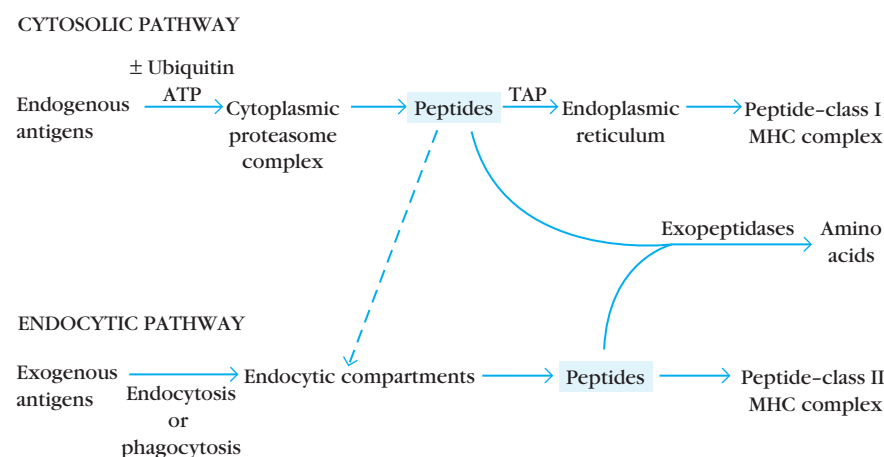 CYTOSOLIC PATHWAY
± Ubiquitin
ATP
Endogenous
antigens
Cytoplasmic
proteasome
complex
Peptides
TAP
Endoplasmic
reticulum
Peptide–class I
MHC complex
Exopeptidases
Amino
acids
ENDOCYTIC PATHWAY
Exogenous
antigens
Endocytosis
or
phagocytosis
Endocytic compartments
Peptides
Peptide–class II
MHC complex